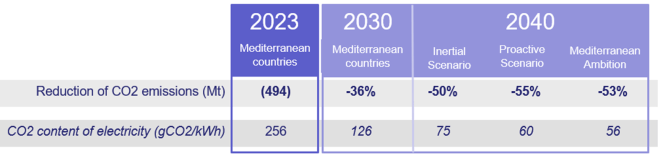 2023 2030 2040
Mediterranean countries Mediterranean countries Inertial Scenario Proactive Scenario Mediterranean Ambition
Reduction of CO2 emissions (Mt) (494) -36% -50% -55% -53%
CO2 content of electricity (gCO2/kWh) 256 126 75 60 56